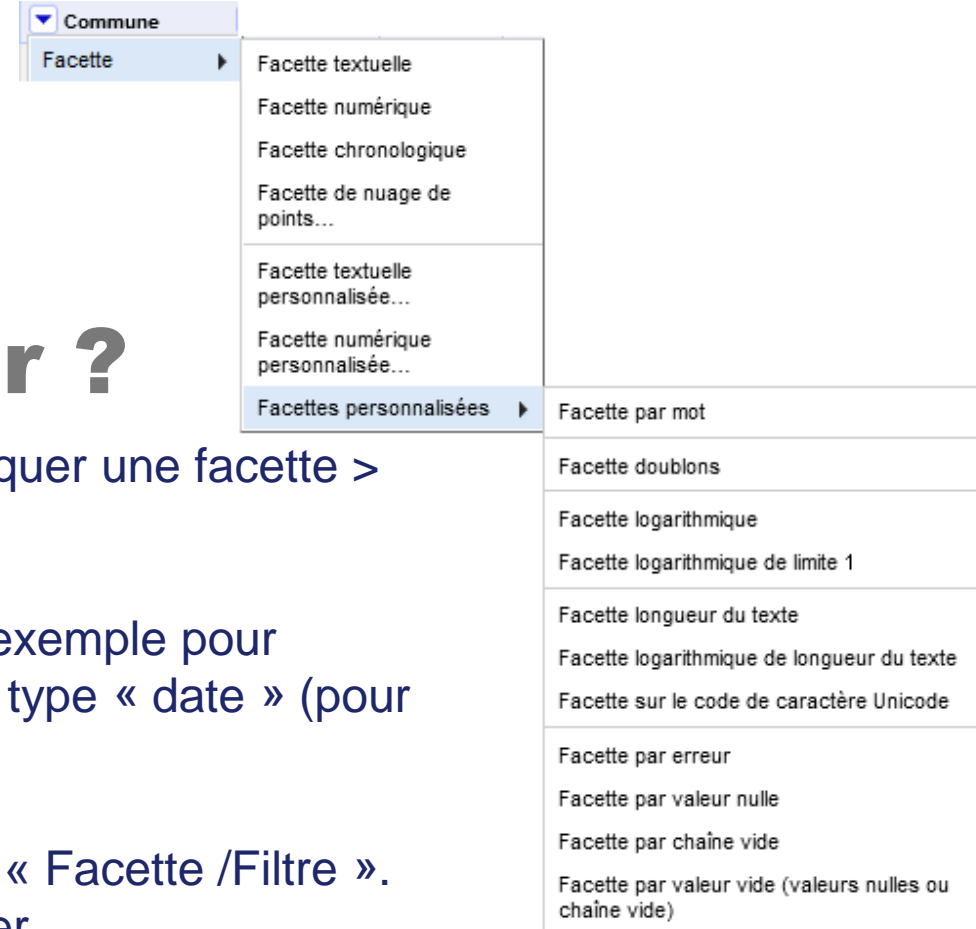 Commune
Facette
Facette textuelle
Facette numérique
Facette chronologique
Facette de nuage de
points...
Facette textuelle
personnalisée...
Facette numérique
personnalisée...
Facettes personnalisées
Facette par mot
Facette doublons
Facette logarithmique
Facette logarithmique de limite 1
Facette longueur du texte
Facette logarithmique de longueur du texte
Facette sur le code de caractère Unicode
Facette par erreur
Facette par valeur nulle
Facette par chaîne vide
Facette par valeur vide (valeurs nulles ou
chaîne vide)
r ?
quer une facette >
exemple pour
type « date » (pour
« Facette /Filtre ».